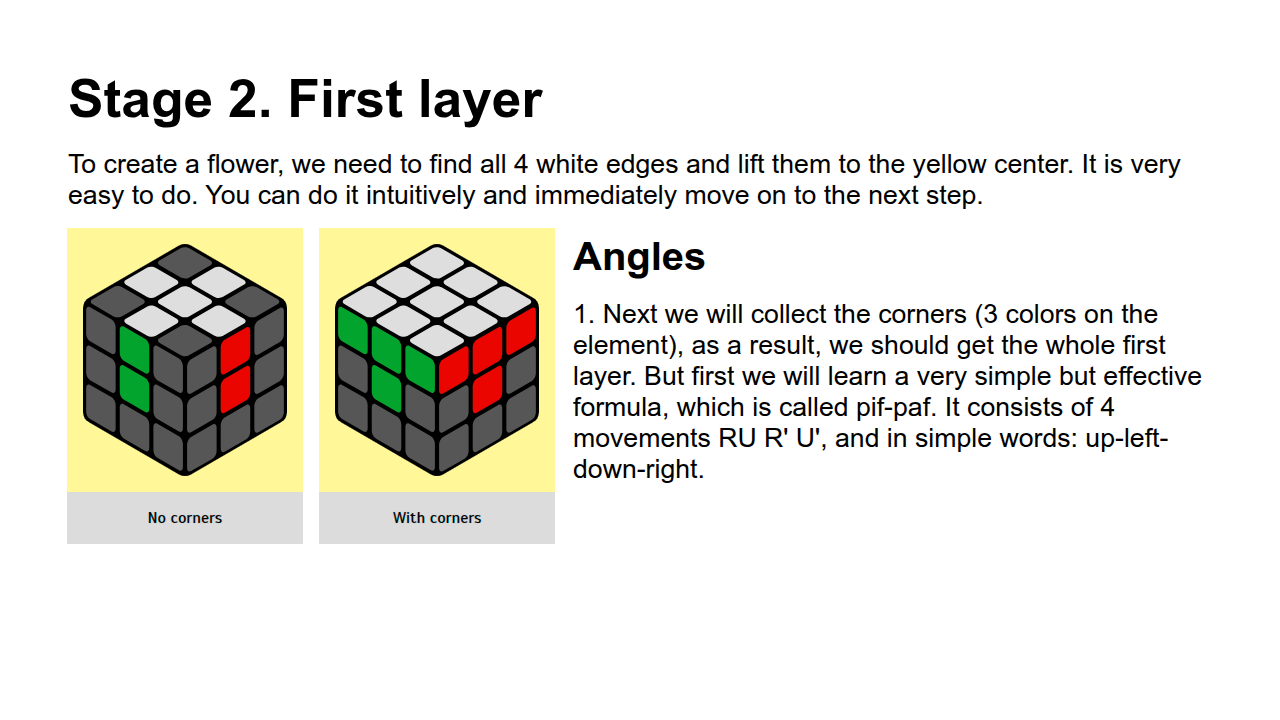 Stage 2. First layer
To create a flower, we need to find all 4 white edges and lift them to the yellow center. It is very
easy to do. You can do it intuitively and immediately move on to the next step.
No corners
With corners
Angles
1. Next we will collect the corners (3 colors on the
element), as a result, we should get the whole first
layer. But first we will learn a very simple but effective
formula, which is called pif-paf. It consists of 4
movements RU R' U', and in simple words: up-left-
down-right.